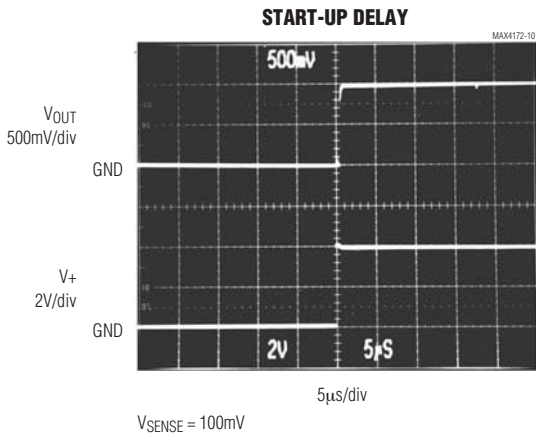 START-UP DELAY
MAX4172-10
500mV
VOUT
500mV/div
GND
V+
2V/div
GND
2V
5µS
5µs/div
VSENSE = 100mV